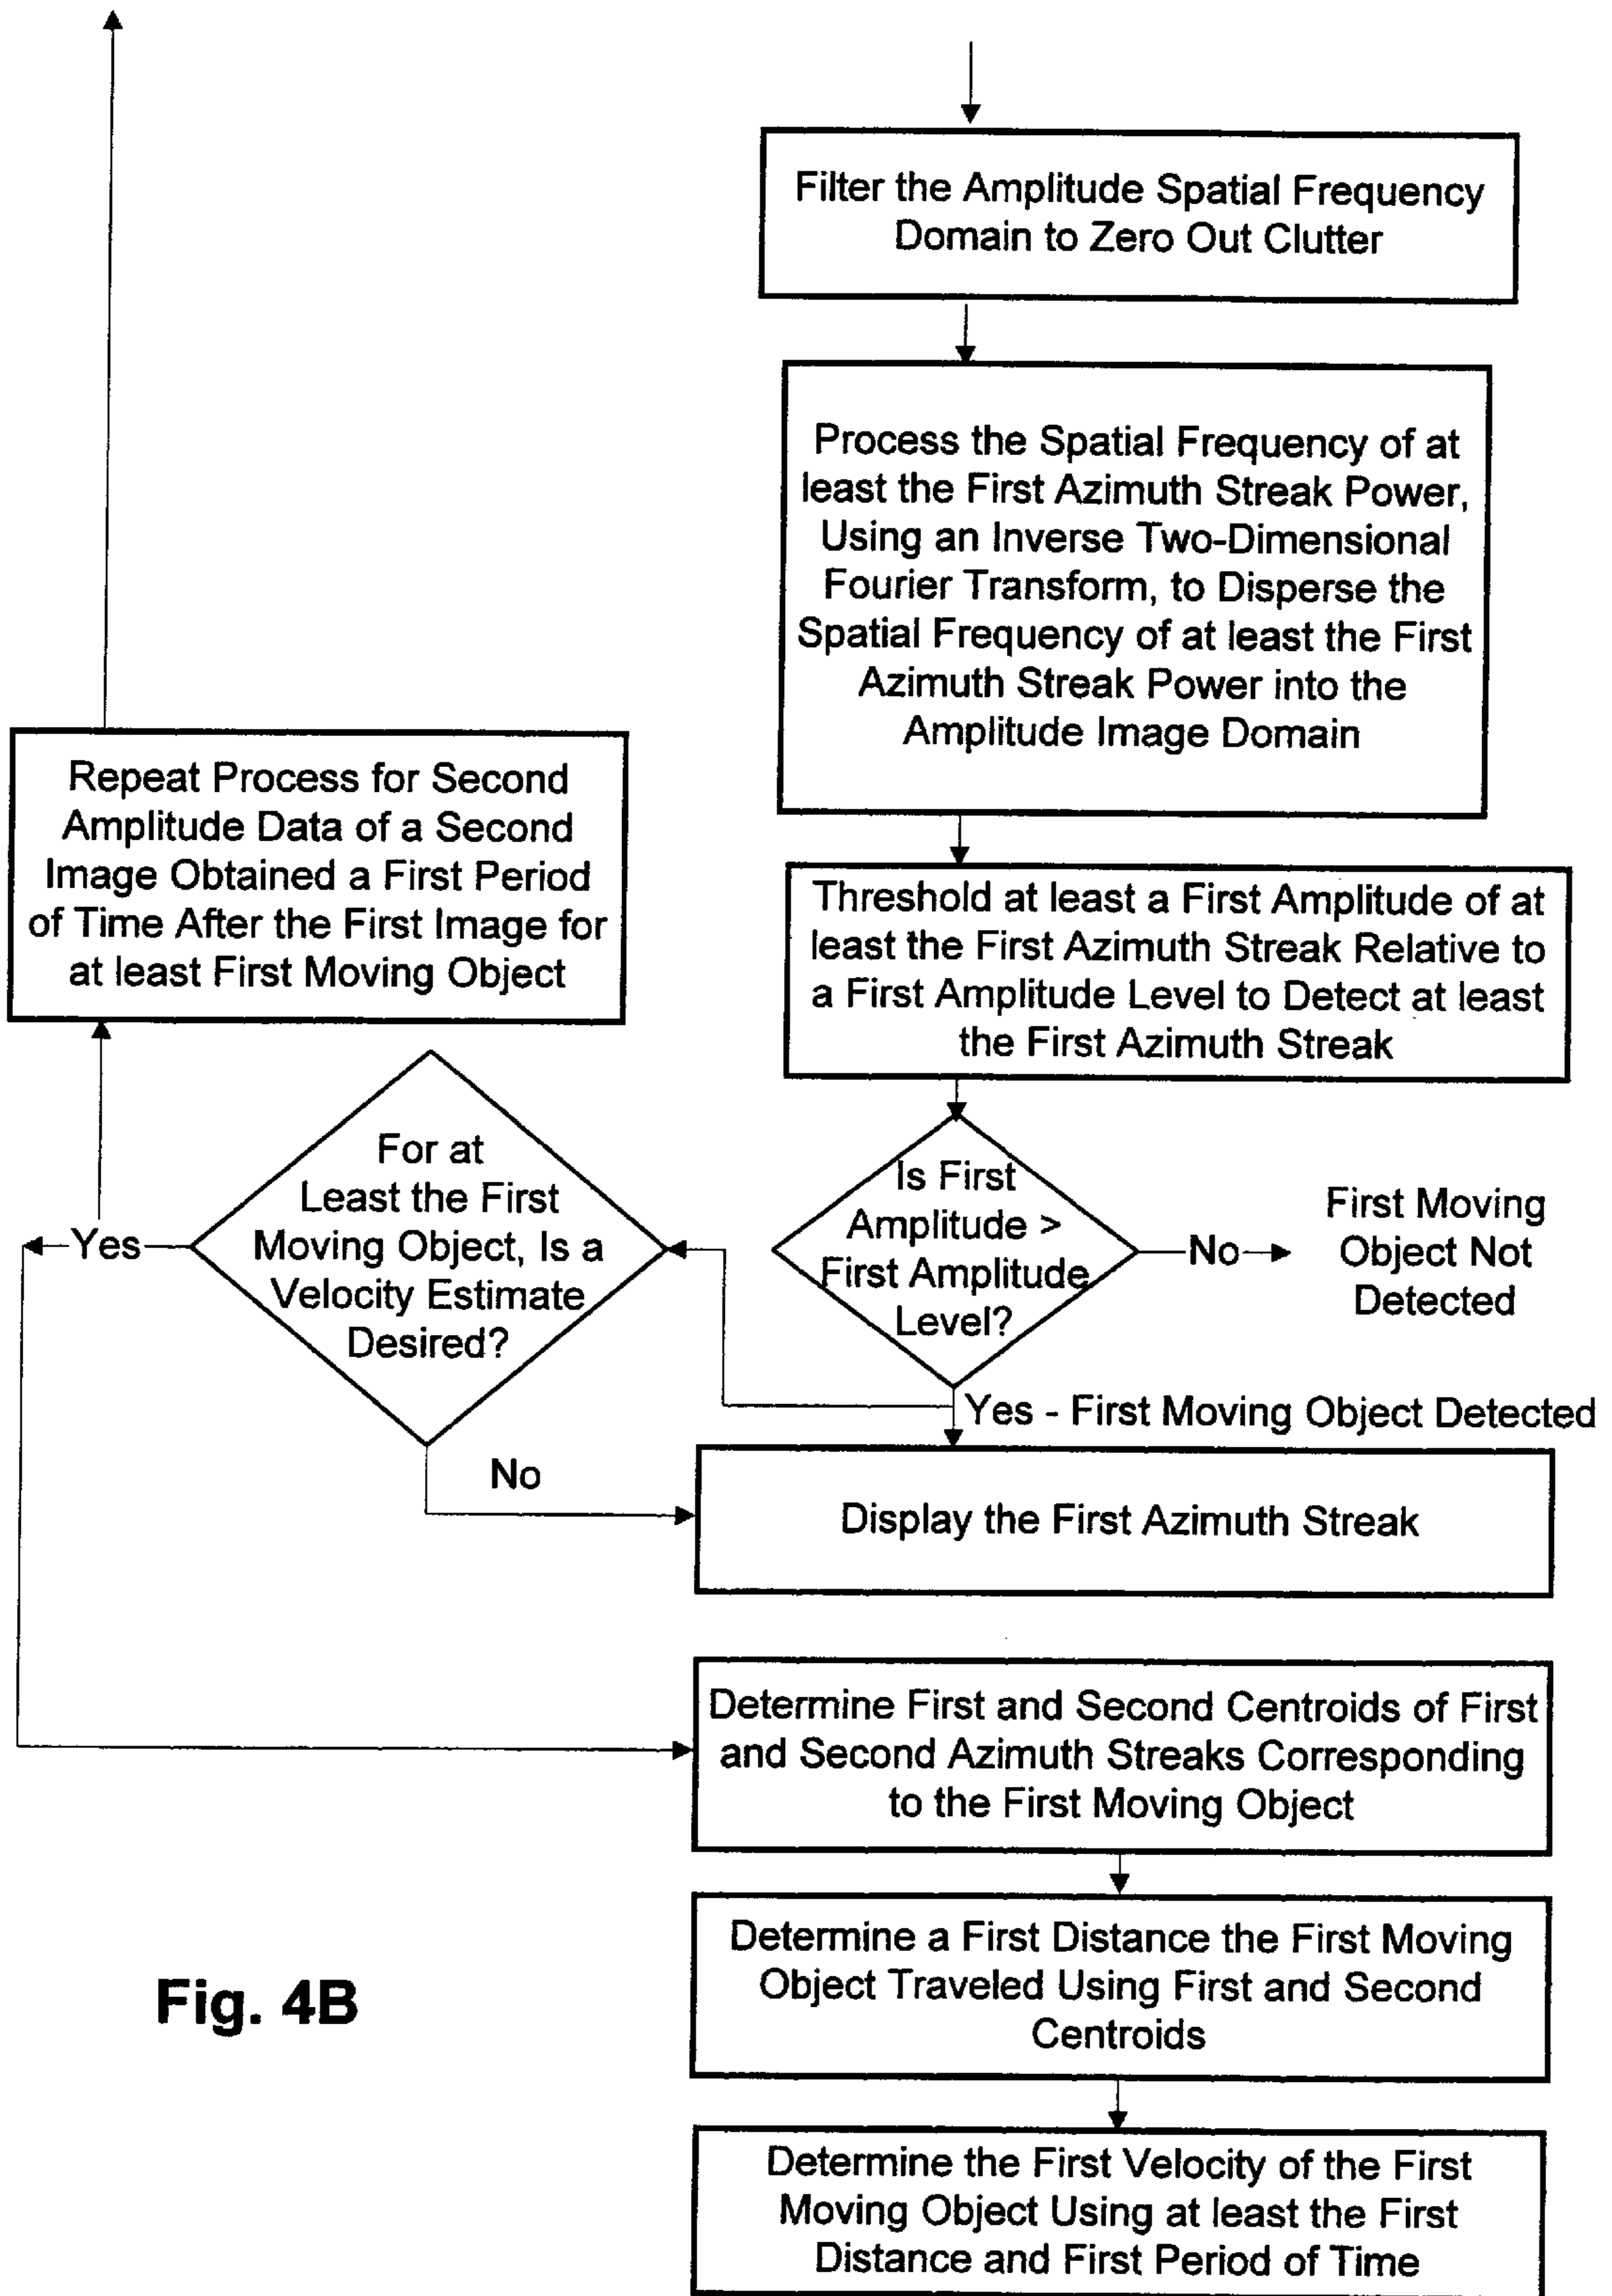 Filter the Amplitude Spatial Frequency
Domain to Zero Out Clutter
Process the Spatial Frequency of at
least the First Azimuth Streak Power,
Using an Inverse Two-Dimensional
Fourier Transform, to Disperse the
Spatial Frequency of at least the First
Azimuth Streak Power into the
Amplitude Image Domain
Repeat Process for Second
Amplitude Data of a Second
Image Obtained a First Period
of Time After the First Image for
at least First Moving Object
Threshold at least a First Amplitude of at
least the First Azimuth Streak Relative to
a First Amplitude Level to Detect at least
the First Azimuth Streak
Is First
Amplitude >
First Amplitude
Level?
No
First Moving
Object Not
Detected
Yes - First Moving Object Detected
For at
Least the First
Moving Object, Is a
Velocity Estimate
Desired?
Yes
No
Display the First Azimuth Streak
Determine First and Second Centroids of First
and Second Azimuth Streaks Corresponding
to the First Moving Object
Determine a First Distance the First Moving
Object Traveled Using First and Second
Centroids
Determine the First Velocity of the First
Moving Object Using at least the First
Distance and First Period of Time
Fig. 4B